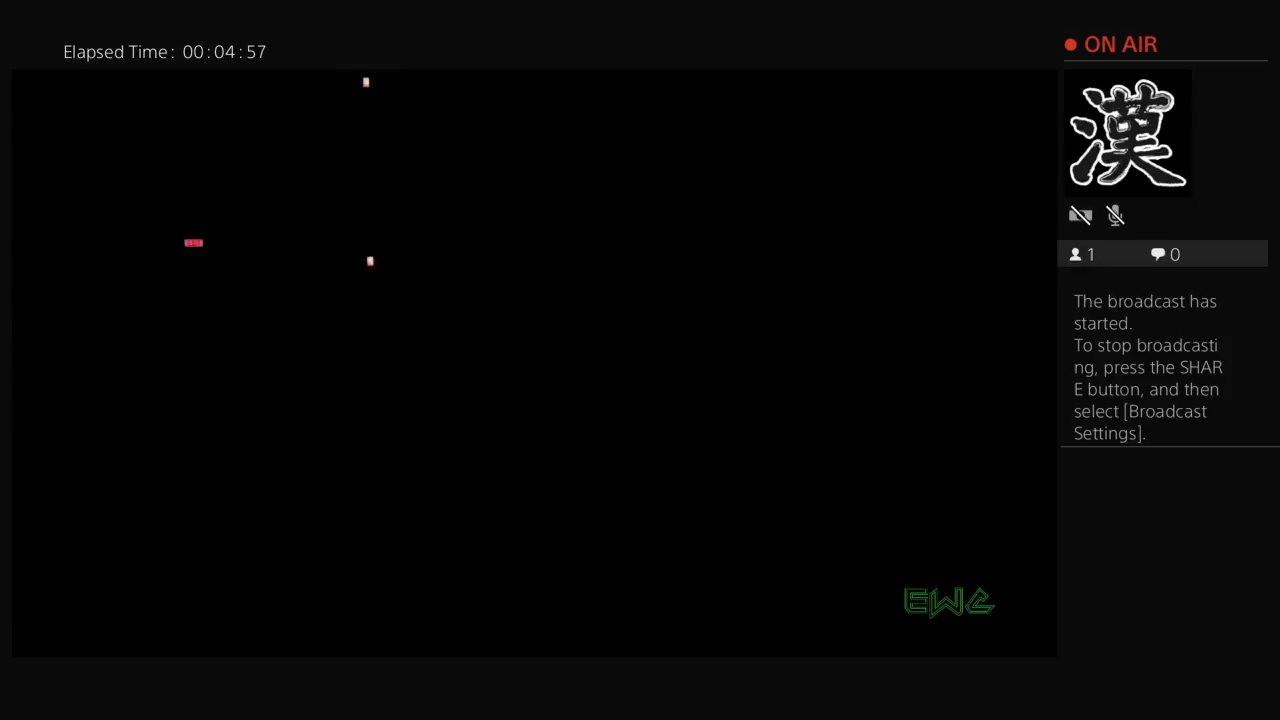 Elapsed Time: 00:04:57
ON AIR
漢
1
0
The broadcast has
started.
To stop broadcasti
ng, press the SHAR
E button, and then
select [Broadcast
Settings].
EWC